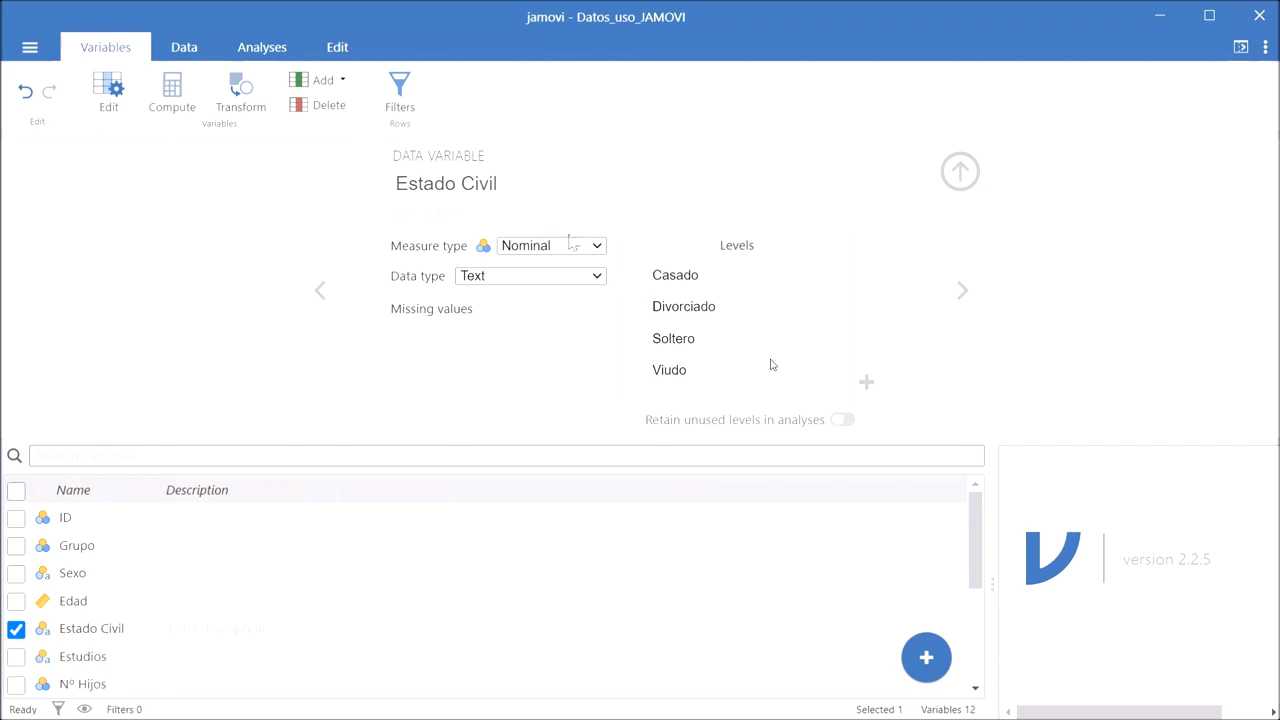 jamovi - Datos_uso_JAMOVI
Variables Data Analyses Edit
Edit Compute Transform Add Delete Filters
Edit Variables Rows
DATA VARIABLE
Estado Civil
Measure type Nominal Levels
Data type Text Casado
Missing values Divorciado
Soltero
Viudo
Retain unused levels in analyses
Name Description
ID
Grupo
Sexo
Edad
Estado Civil
Estudios
Nº Hijos
version 2.2.5
Ready Filters 0 Selected 1 Variables 12